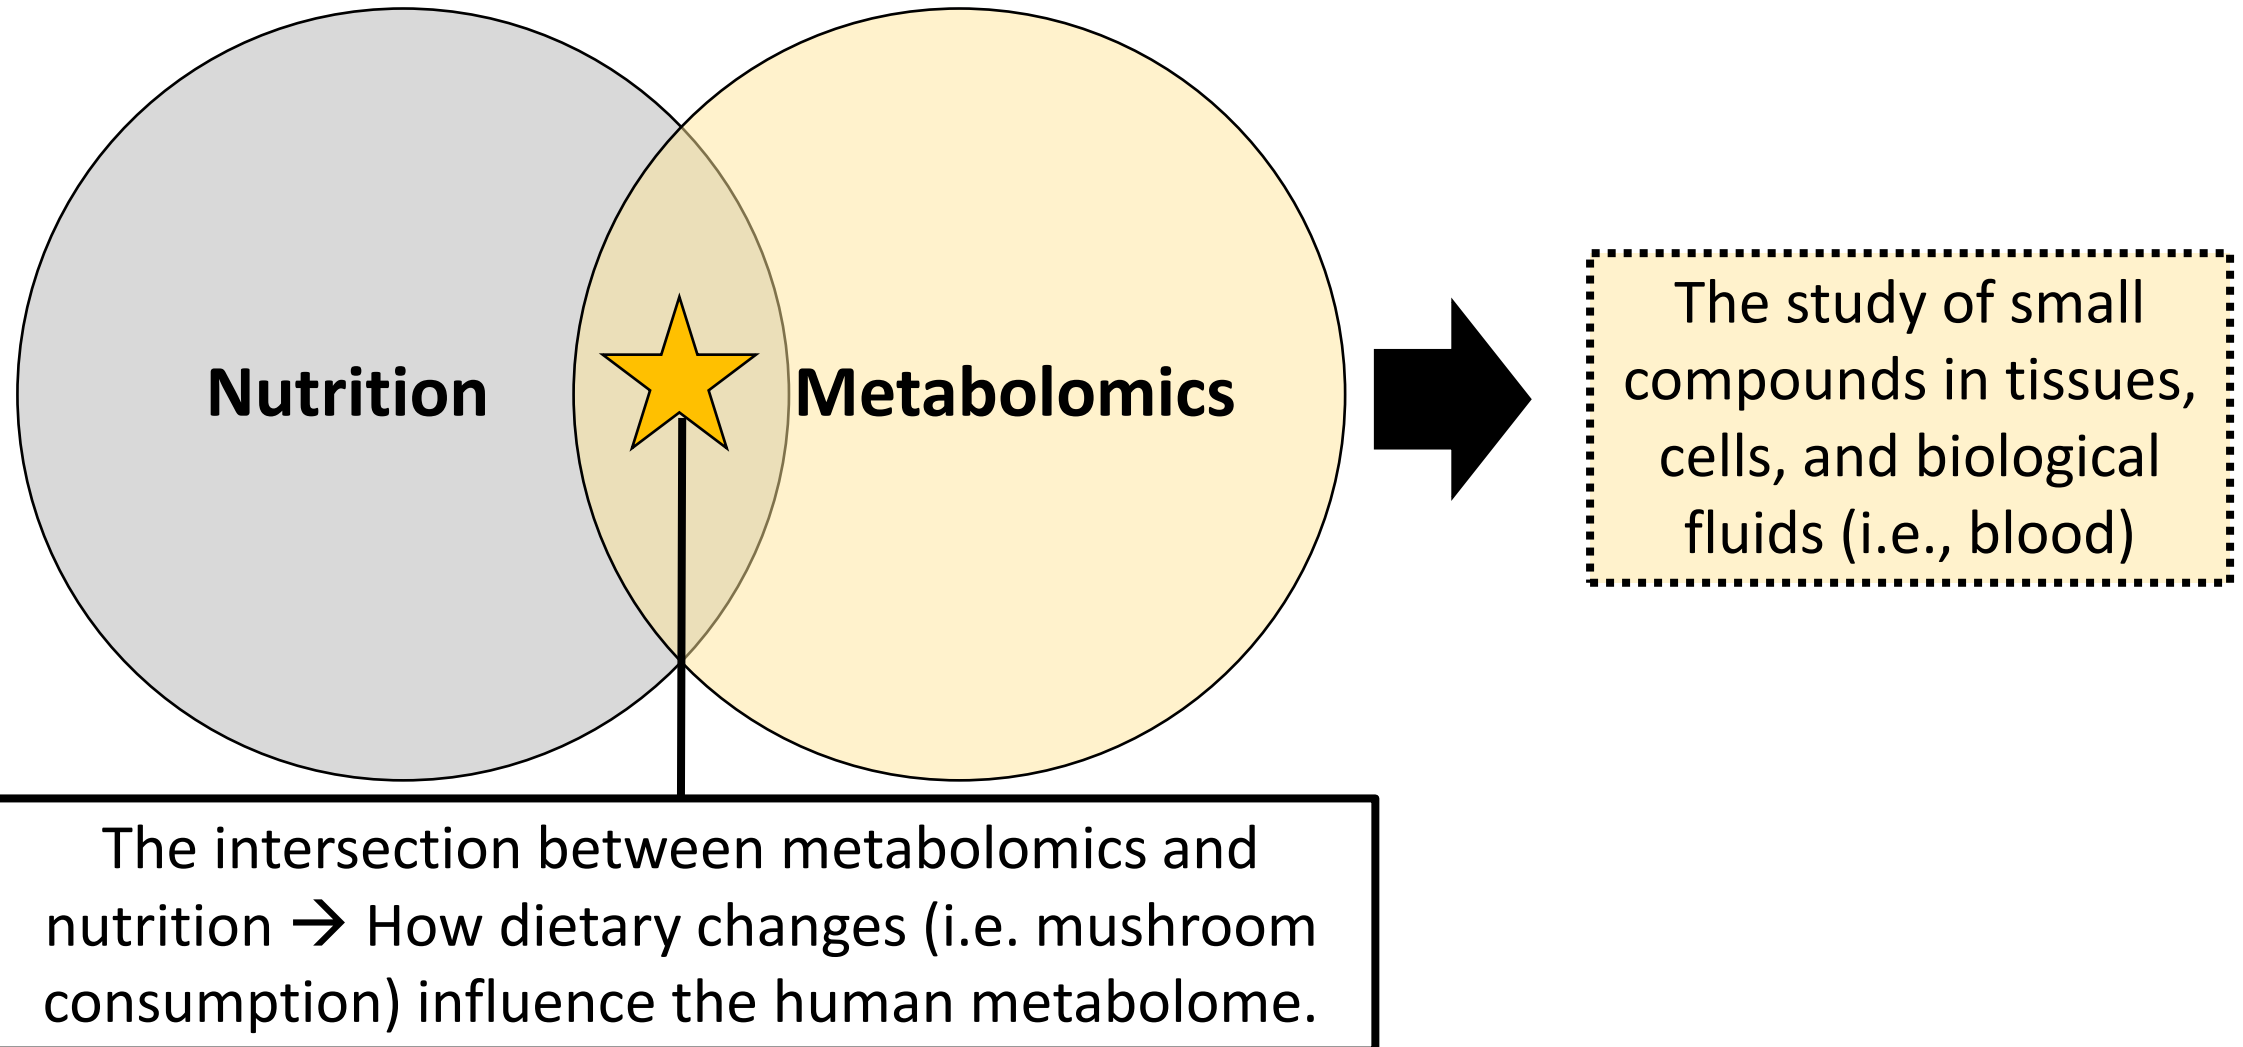 Nutrition
Metabolomics
The study of small
compounds in tissues,
cells, and biological
fluids (i.e., blood)
The intersection between metabolomics and
nutrition → How dietary changes (i.e. mushroom
consumption) influence the human metabolome.